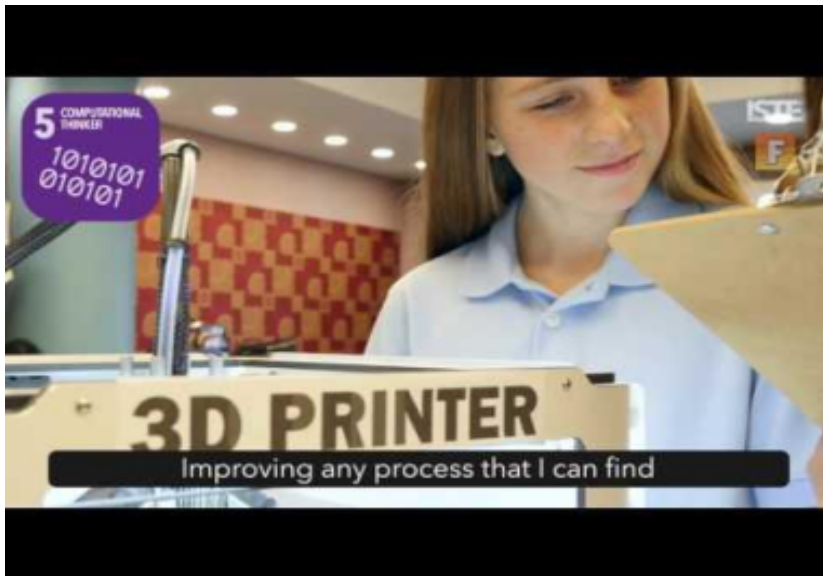 5 COMPUTATIONAL
THINKER
1010101
010101
ISTE
F
3D PRINTER
Improving any process that I can find